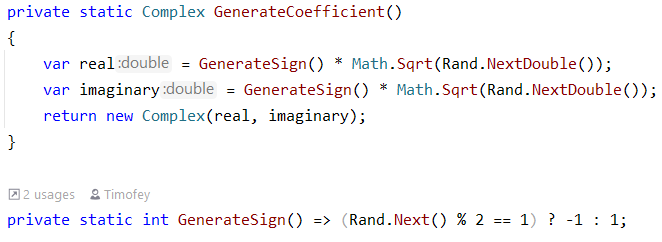 private static Complex GenerateCoefficient()
{
    var real:double = GenerateSign() * Math.Sqrt(Rand.NextDouble());
    var imaginary:double = GenerateSign() * Math.Sqrt(Rand.NextDouble());
    return new Complex(real, imaginary);
}
2 usages Timofey
private static int GenerateSign() => (Rand.Next() % 2 == 1) ? -1 : 1;